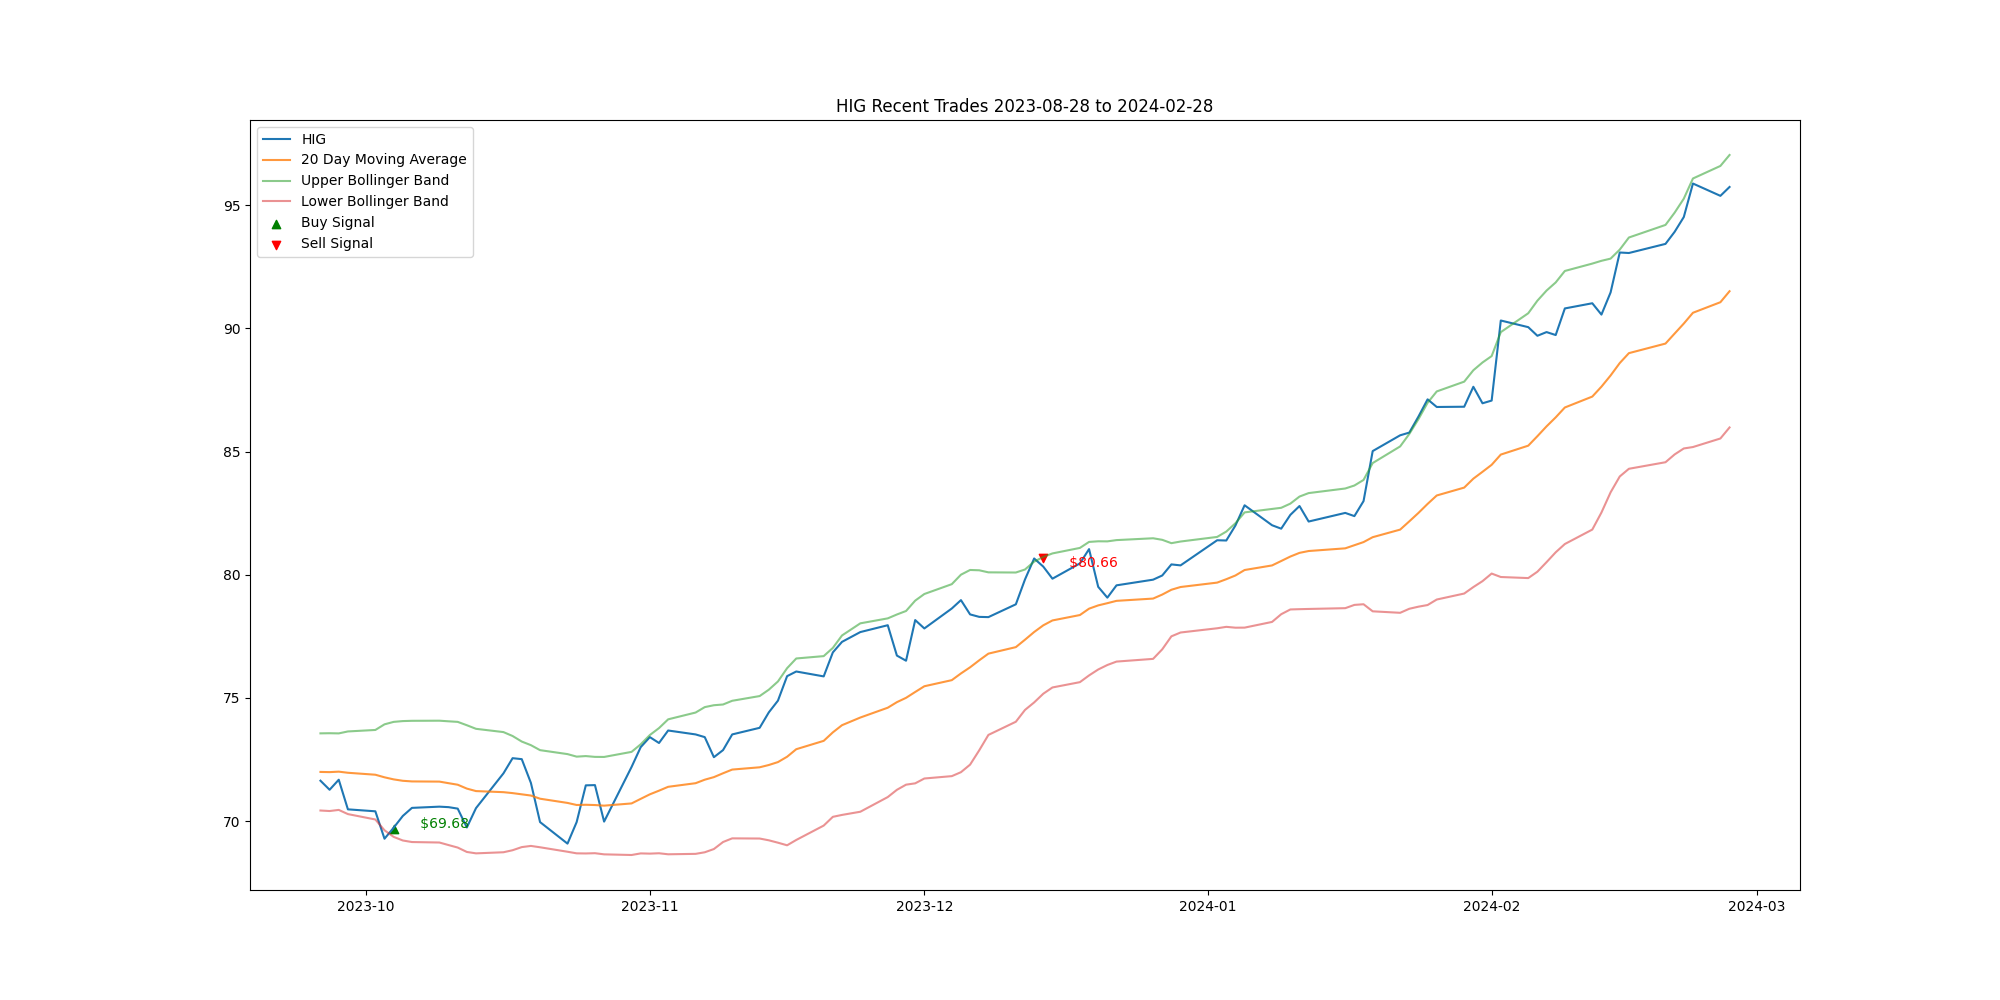 HIG Recent Trades 2023-08-28 to 2024-02-28
HIG
20 Day Moving Average
Upper Bollinger Band
Lower Bollinger Band
Buy Signal
Sell Signal
95
90
85
80
75
70
$80.66
$69.68
2023-10
2023-11
2023-12
2024-01
2024-02
2024-03